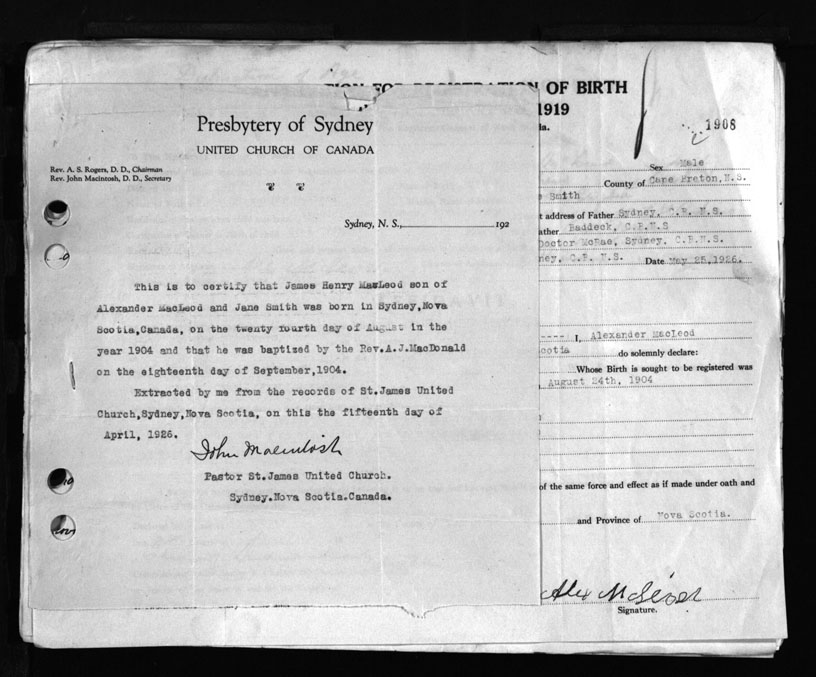 TION FOR REGISTRATION OF BIRTH
1919
1908
Presbytery of Sydney
UNITED CHURCH OF CANADA
Rev. A. S. Rogers, D. D., Chairman
Rev. John Macintosh, D. D., Secretary
Sydney, N. S., 192
This is to certify that James Henry MacLeod son of
Alexander MacLeod and Jane Smith was born in Sydney,Nova
Scotia,Canada, on the twenty fourth day of August in the
year 1904 and that he was baptized by the Rev.A.J.MacDonald
on the eighteenth day of September,1904.
Extracted by me from the records of St.James United
Church,Sydney,Nova Scotia, on this the fifteenth day of
April, 1926.
John Macintosh
Pastor St.James United Church.
Sydney.Nova Scotia.Canada.
Sex Male
County of Cape Breton, N.S.
Smith
t address of Father Sydney, C.B. N.S.
ather Baddeck, C.B.N.S
Doctor McRae, Sydney, C.B.N.S.
ney, C.B. N.S. Date May 25, 1926.
---- I, Alexander MacLeod
cotia do solemnly declare:
Whose Birth is sought to be registered was
August 24th, 1904
of the same force and effect as if made under oath and
and Province of Nova Scotia.
Alex McLeod
Signature.